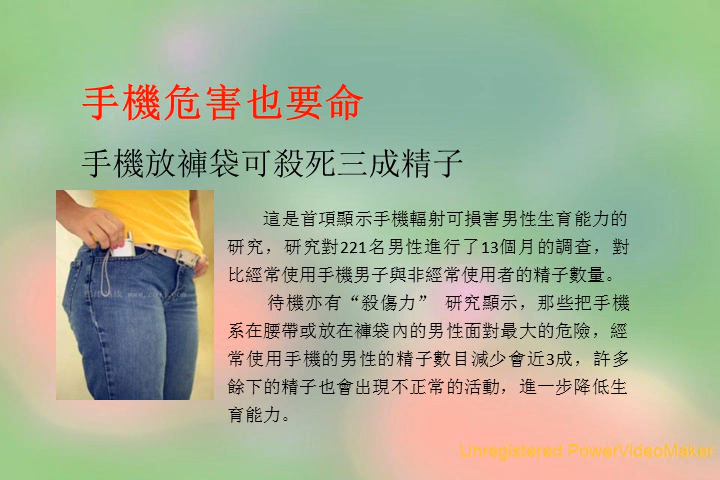 手機危害也要命
手機放褲袋可殺死三成精子
這是首項顯示手機輻射可損害男性生育能力的
研究，研究對221名男性進行了13個月的調查，對
比經常使用手機男子與非經常使用者的精子數量。
待機亦有“殺傷力” 研究顯示，那些把手機
系在腰帶或放在褲袋內的男性面對最大的危險，經
常使用手機的男性的精子數目減少會近3成，許多
餘下的精子也會出現不正常的活動，進一步降低生
育能力。
Unregistered PowerVideoMaker